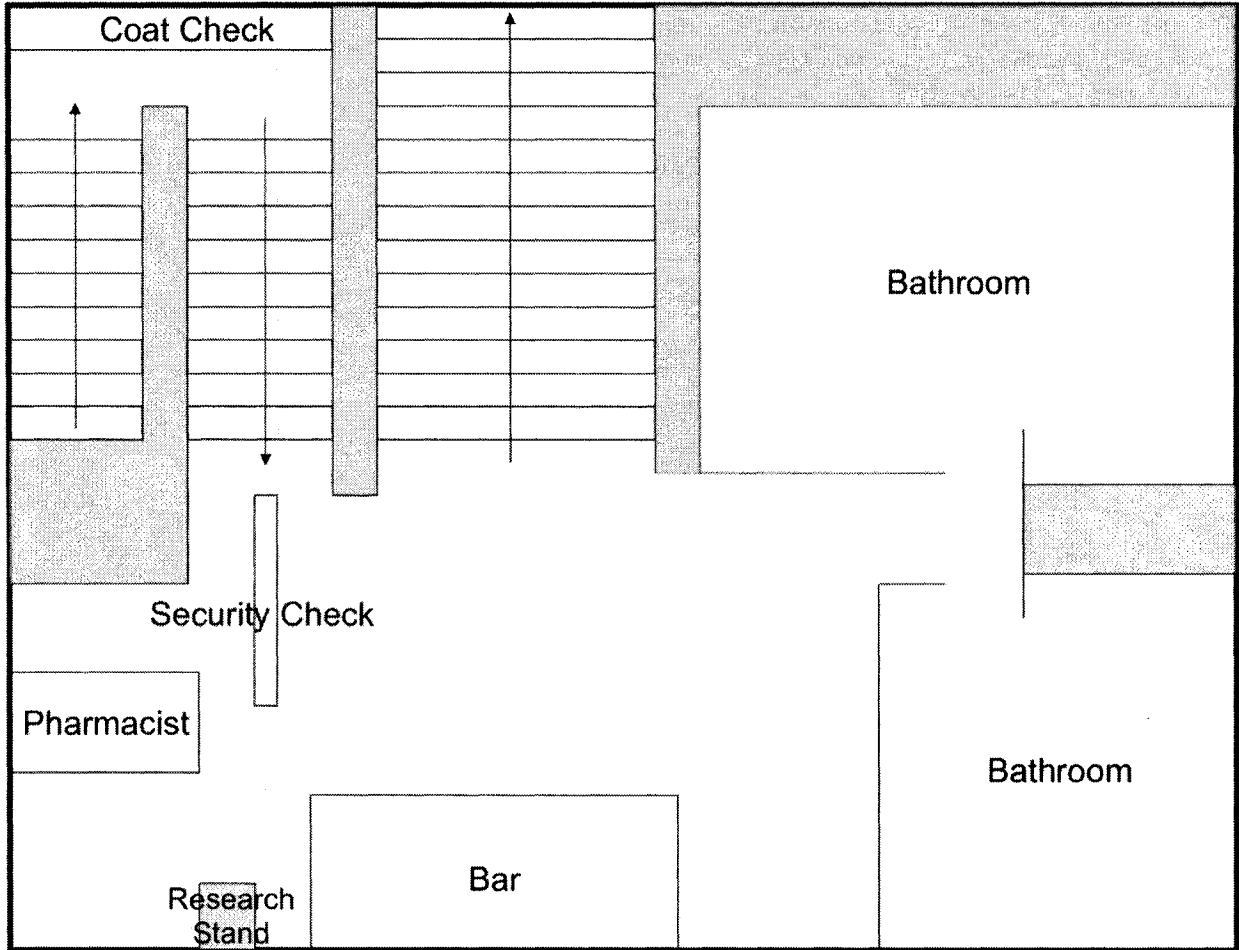 Coat Check
Bathroom
Security Check
Pharmacist
Bathroom
Bar
Research
Stand